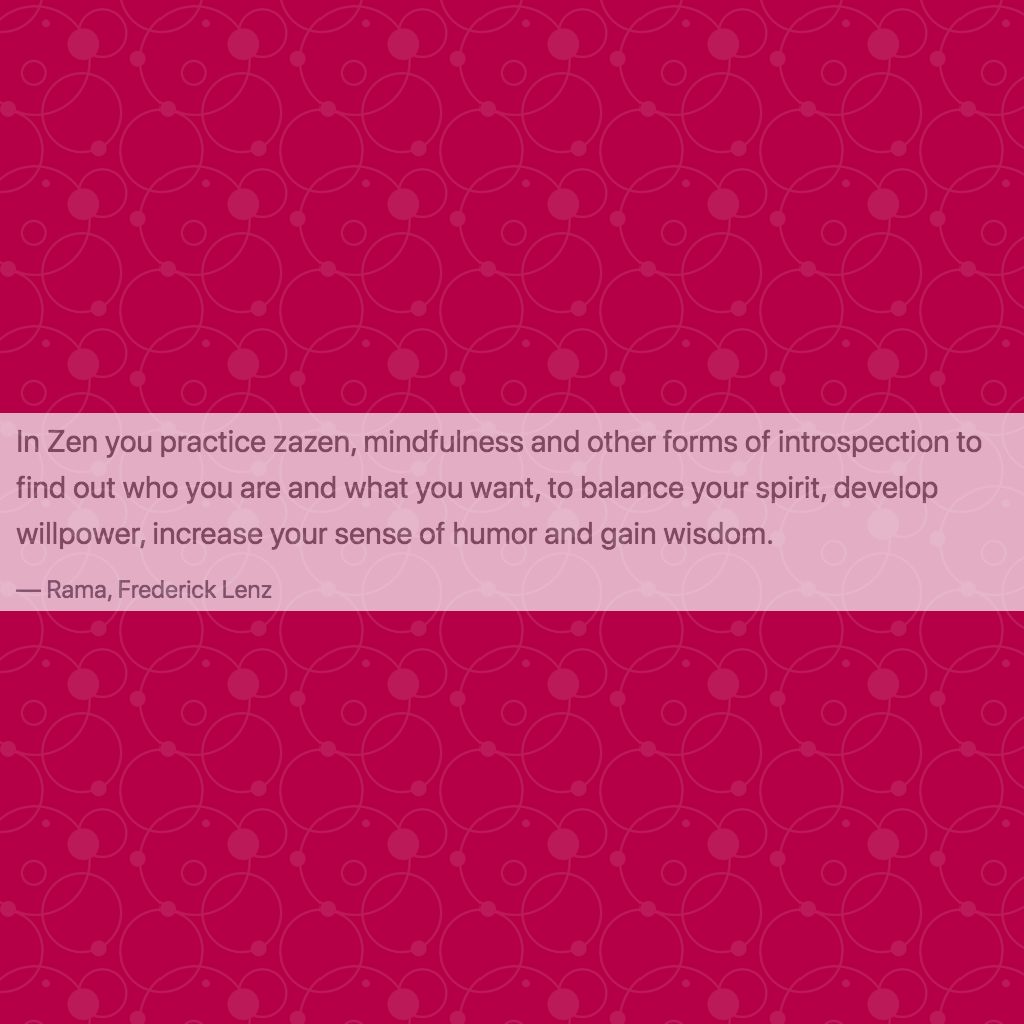 In Zen you practice zazen, mindfulness and other forms of introspection to
find out who you are and what you want, to balance your spirit, develop
willpower, increase your sense of humor and gain wisdom.
— Rama, Frederick Lenz